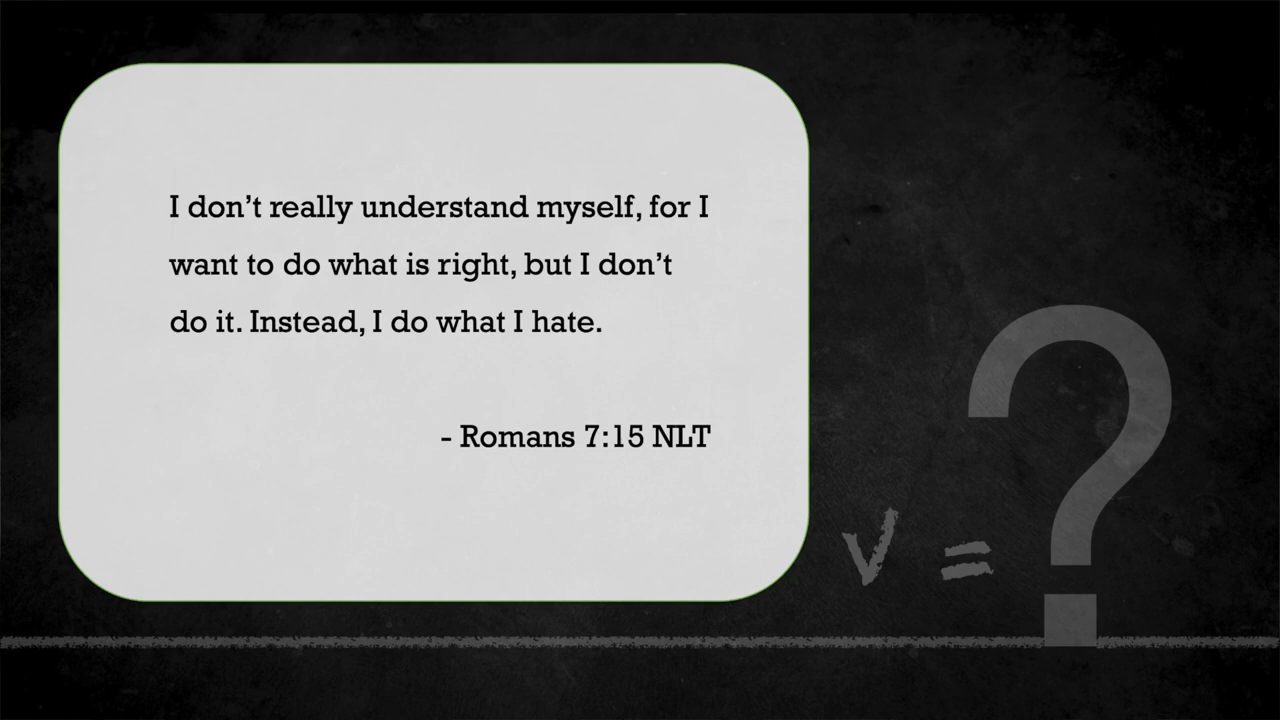 I don’t really understand myself, for I
want to do what is right, but I don’t
do it. Instead, I do what I hate.
- Romans 7:15 NLT
v = ?